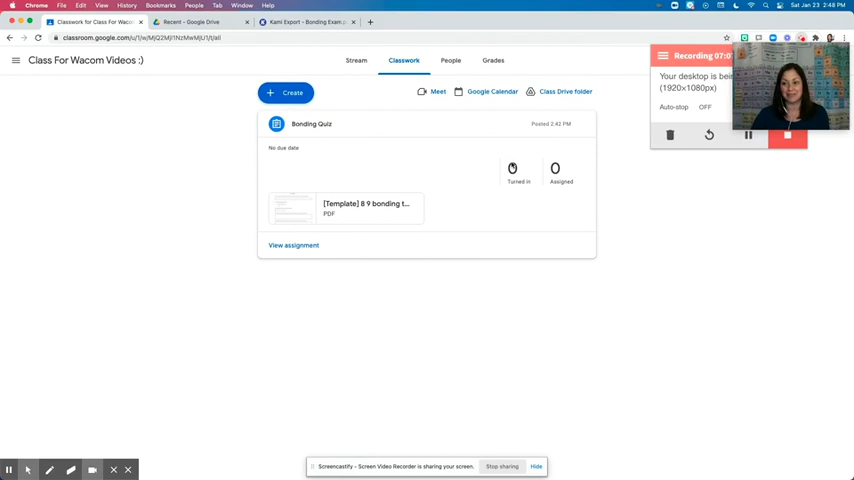 Chrome File Edit View History Bookmarks People Tab Window Help Sat Jan 23 2:48 PM
Classwork for Class For Wacom Recent - Google Drive Kami Export - Bonding Exam.p
classroom.google.com/u/1/w/MjQ2MjI1NzMwMjU1/t/all
Class For Wacom Videos :) Stream Classwork People Grades
Recording 07:0
Your desktop is bein
(1920×1080px)
Auto-stop OFF
+ Create Meet Google Calendar Class Drive folder
Bonding Quiz Posted 2:42 PM
No due date
0 0
Turned in Assigned
[Template] 8 9 bonding t...
PDF
View assignment
Screencastify - Screen Video Recorder is sharing your screen. Stop sharing Hide